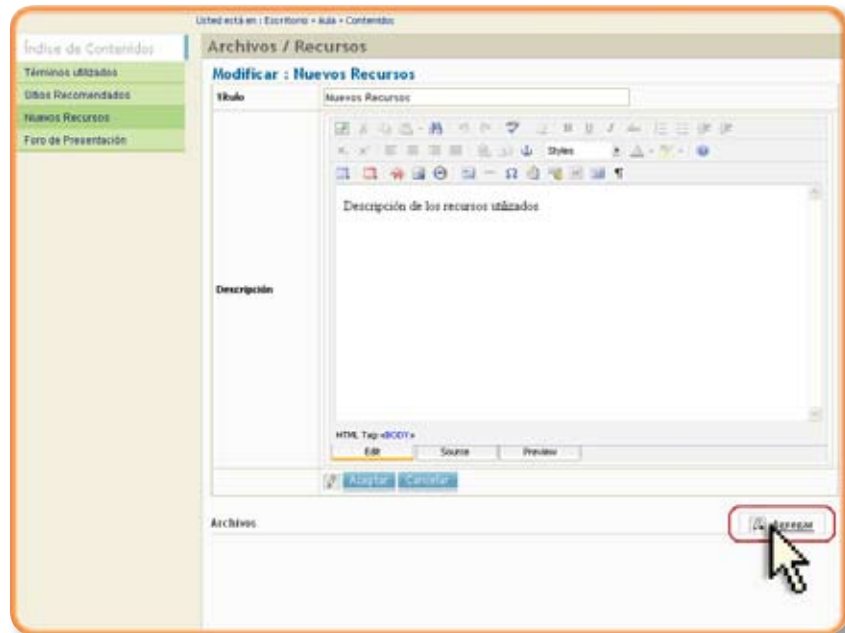 Usted está en : Escritorio » Aula » Contenidos
Índice de Contenidos
Términos utilizados
Sitios Recomendados
Nuevos Recursos
Foro de Presentación
Archivos / Recursos
Modificar : Nuevos Recursos
Título
Nuevos Recursos
Styles
Descripción de los recursos utilizados
Descripción
HTML Tag «BODY»
Edit Source Preview
Aceptar Cancelar
Archivos
Agregar